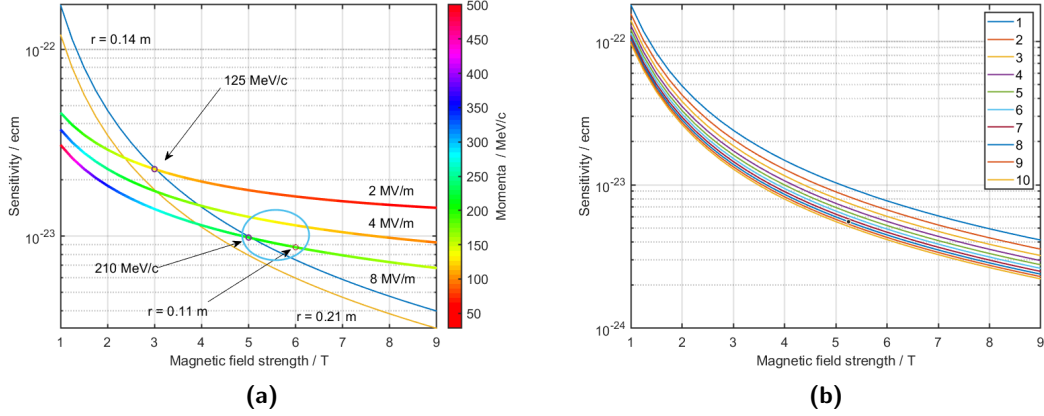 10^-22
10^-23
Sensitivity / ecm
1 2 3 4 5 6 7 8 9
Magnetic field strength / T
r = 0.14 m
125 MeV/c
2 MV/m
4 MV/m
8 MV/m
210 MeV/c
r = 0.11 m
r = 0.21 m
500
450
400
350
300
250
200
150
100
50
Momenta / MeV/c
(a)
10^-22
10^-23
10^-24
Sensitivity / ecm
1 2 3 4 5 6 7 8 9
Magnetic field strength / T
1
2
3
4
5
6
7
8
9
10
(b)